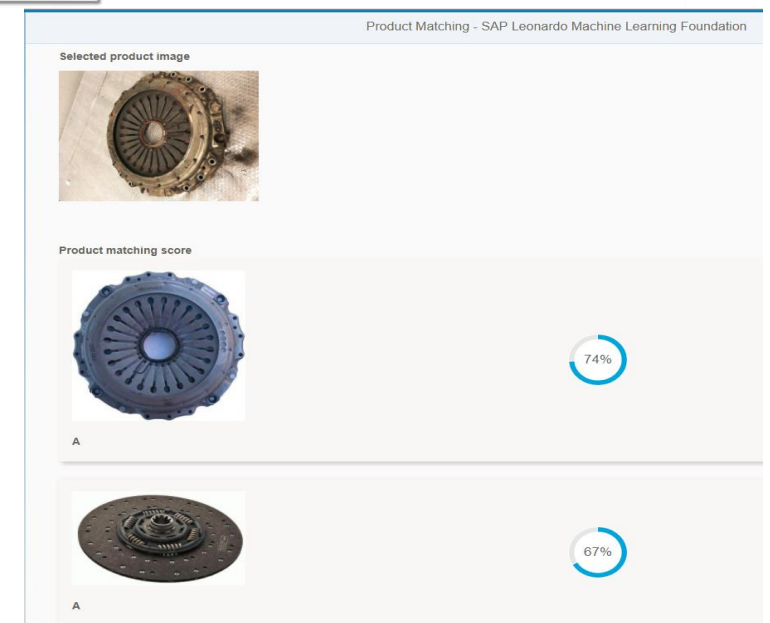 Product Matching - SAP Leonardo Machine Learning Foundation
Selected product image
Product matching score
74%
A
67%
A